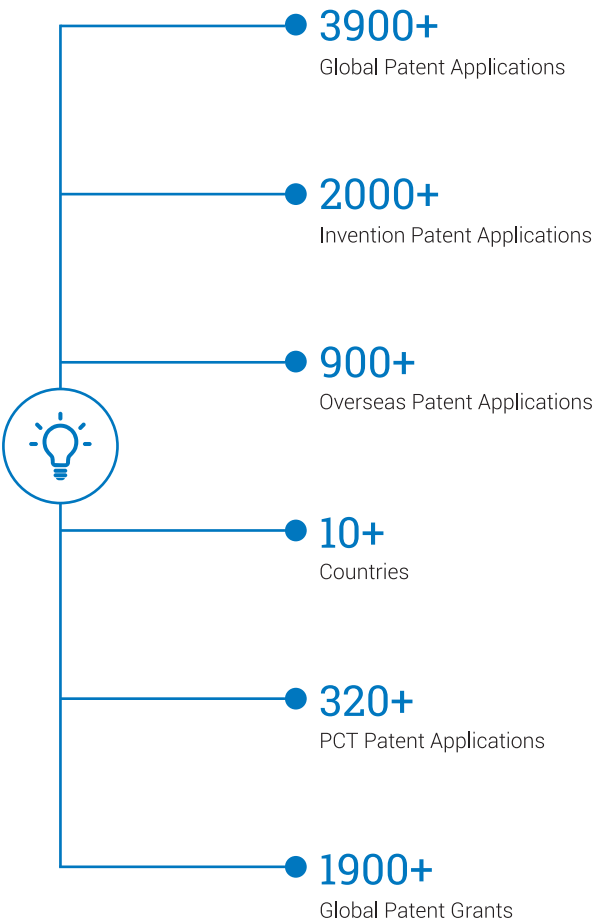 3900+
Global Patent Applications
2000+
Invention Patent Applications
900+
Overseas Patent Applications
10+
Countries
320+
PCT Patent Applications
1900+
Global Patent Grants